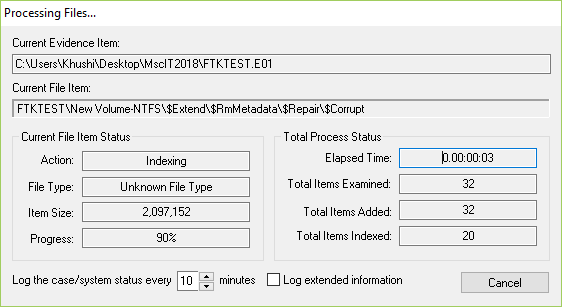 Processing Files...
Current Evidence Item:
C:\Users\Khushi\Desktop\MscIT2018\FTKTEST.E01
Current File Item:
FTKTEST\New Volume-NTFS\$Extend\$RmMetadata\$Repair\$Corrupt
Current File Item Status
Action: Indexing
File Type: Unknown File Type
Item Size: 2,097,152
Progress: 90%
Total Process Status
Elapsed Time: 0.00:00:03
Total Items Examined: 32
Total Items Added: 32
Total Items Indexed: 20
Log the case/system status every 10 minutes
Log extended information
Cancel